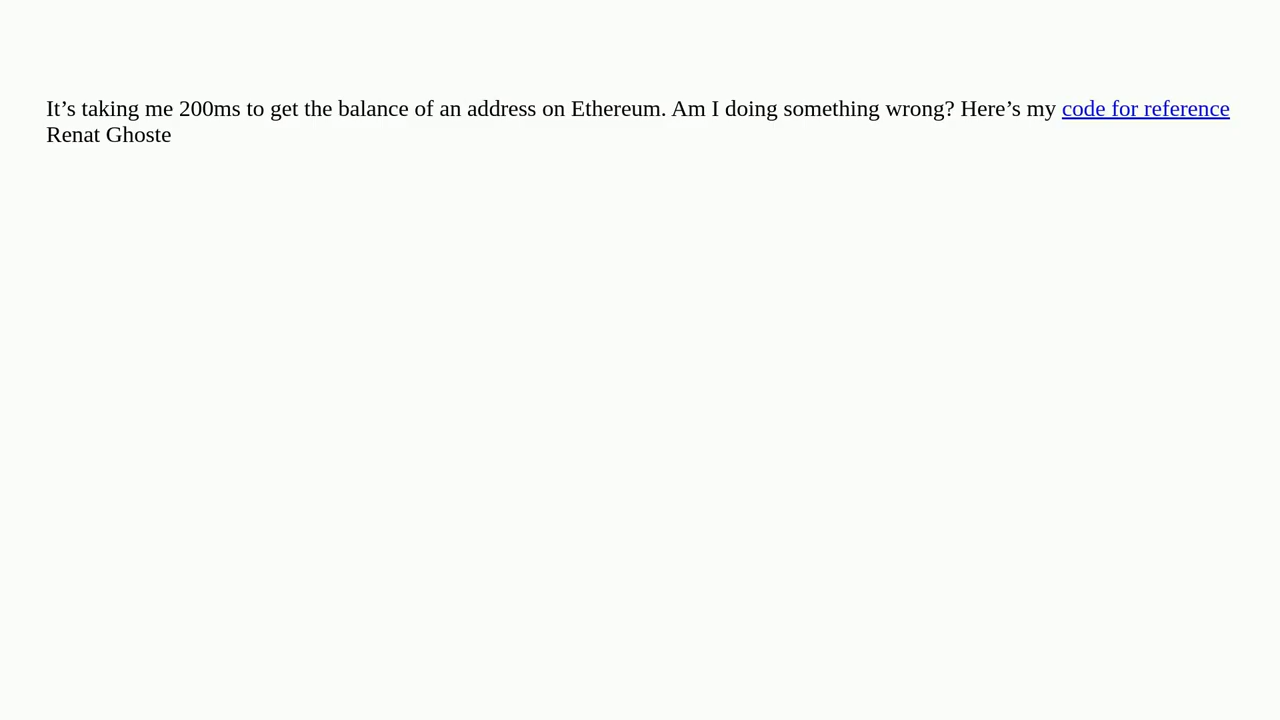 It’s taking me 200ms to get the balance of an address on Ethereum. Am I doing something wrong? Here’s my code for reference
Renat Ghoste